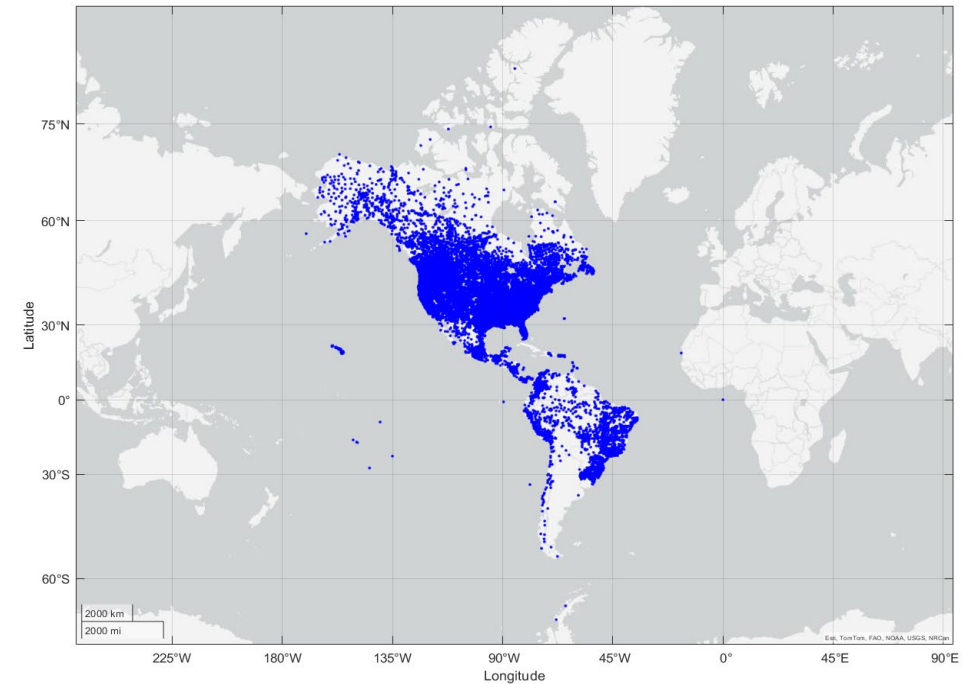 75°N
60°N
30°N
0°
30°S
60°S
Latitude
2000 km
2000 mi
Esri, TomTom, FAO, NOAA, USGS, NRCan
225°W
180°W
135°W
90°W
45°W
0°
45°E
90°E
Longitude